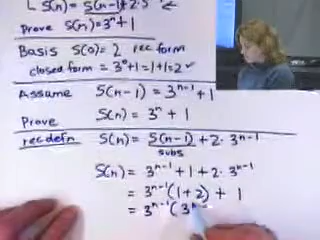 S(n) = S(n-1) + 2·3
Prove S(n) = 3ⁿ + 1
Basis S(0) = 2 rec form
closed form = 3⁰+1 = 1+1 = 2 ✓
Assume S(n-1) = 3ⁿ⁻¹ + 1
Prove S(n) = 3ⁿ + 1
rec defn S(n) = S(n-1) + 2·3ⁿ⁻¹
subs
S(n) = 3ⁿ⁻¹ + 1 + 2·3ⁿ⁻¹
= 3ⁿ⁻¹(1+2) + 1
= 3ⁿ⁻¹(3